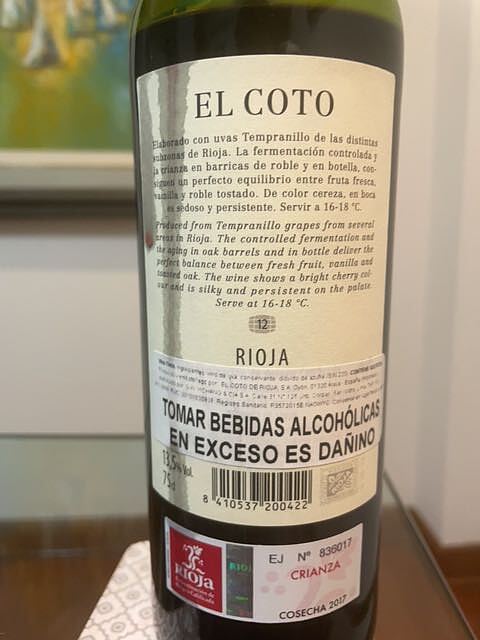 EL COTO
Elaborado con uvas Tempranillo de las distintas
subzonas de Rioja. La fermentación controlada y
la crianza en barricas de roble y en botella, con-
siguen un perfecto equilibrio entre fruta fresca,
vainilla y roble tostado. De color cereza, en boca
es sedoso y persistente. Servir a 16-18 °C.
Produced from Tempranillo grapes from several
areas in Rioja. The controlled fermentation and
the aging in oak barrels and in bottle deliver the
perfect balance between fresh fruit, vanilla and
toasted oak. The wine shows a bright cherry col-
our and is silky and persistent on the palate.
Serve at 16-18 °C.
12
RIOJA
TOMAR BEBIDAS ALCOHÓLICAS
EN EXCESO ES DAÑINO
13,5% Vol.
75cl
8 410537 200422
RIOJA
EJ Nº 836017
CRIANZA
COSECHA 2017